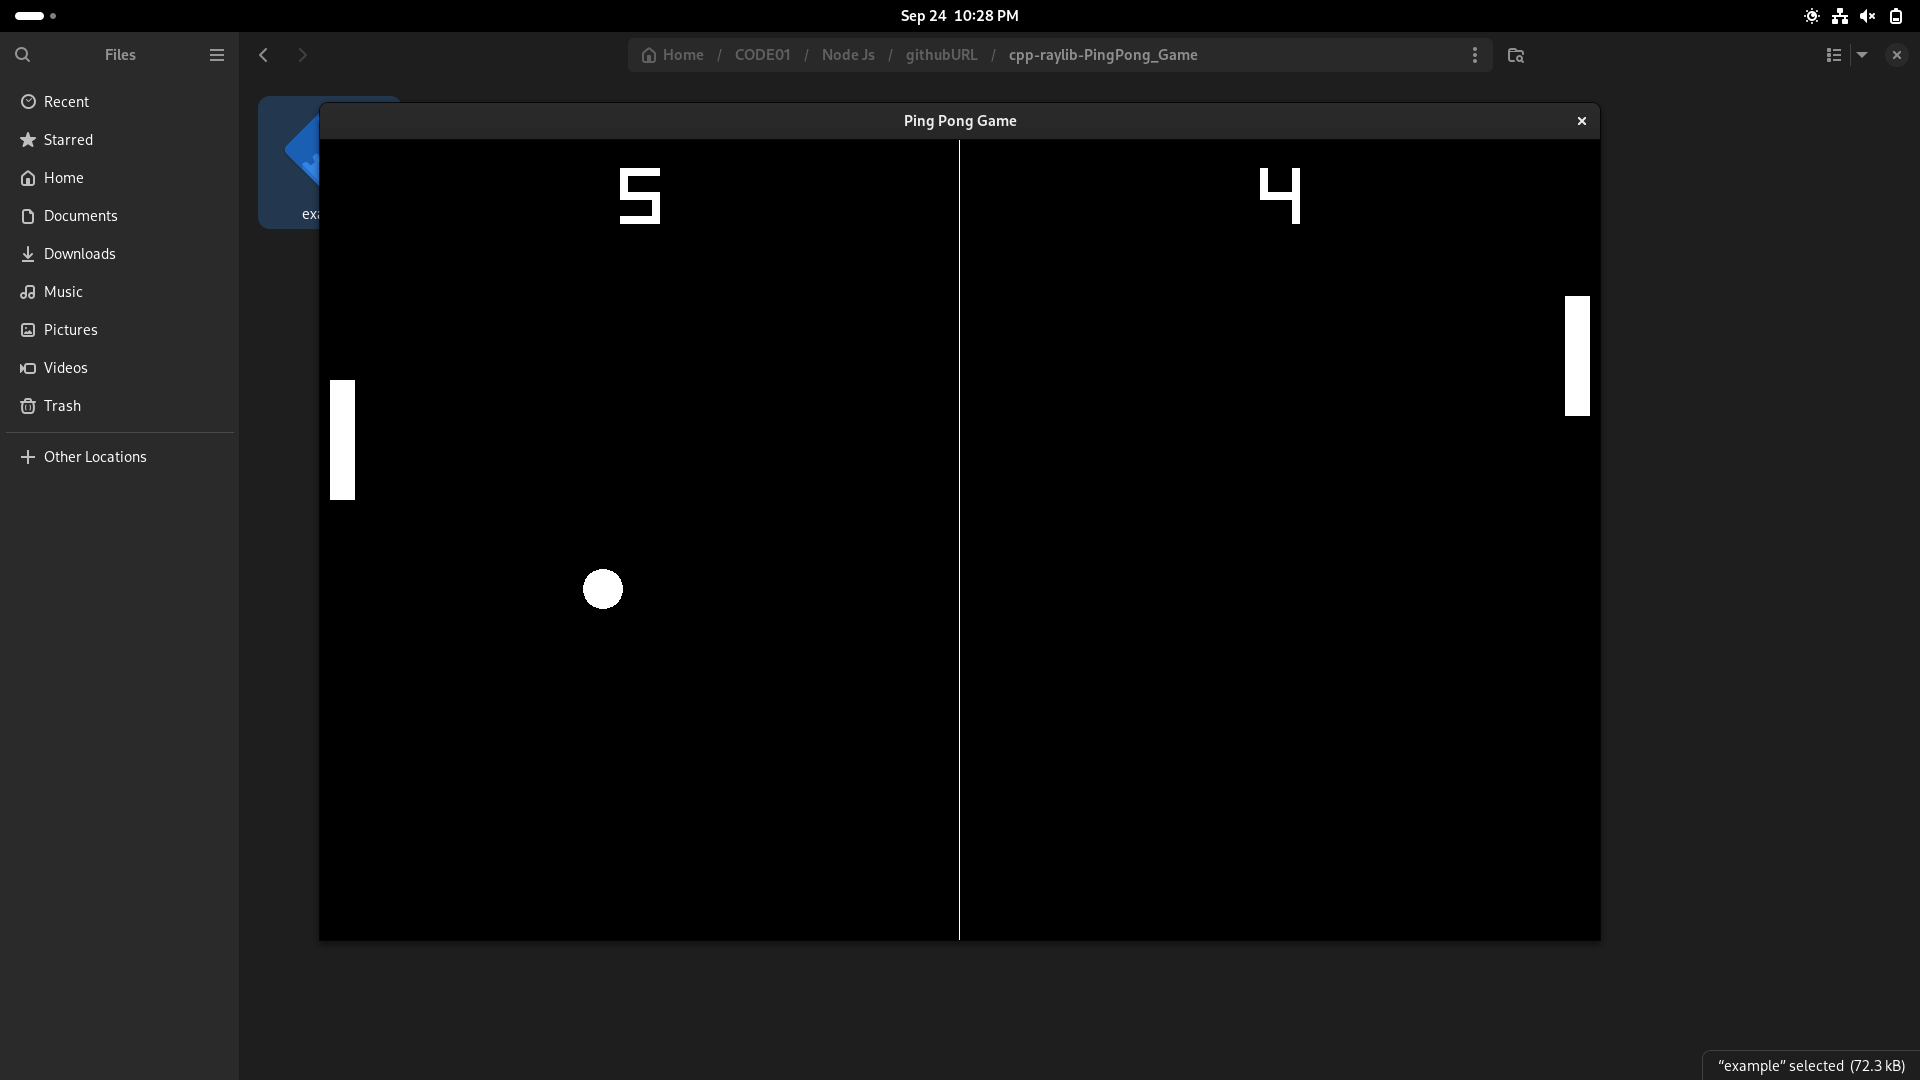 Sep 24 10:28 PM
Files
Home / CODE01 / Node Js / githubURL / cpp-raylib-PingPong_Game
Recent
Starred
Home
Documents
Downloads
Music
Pictures
Videos
Trash
Other Locations
exa
Ping Pong Game
5
4
“example” selected (72.3 kB)